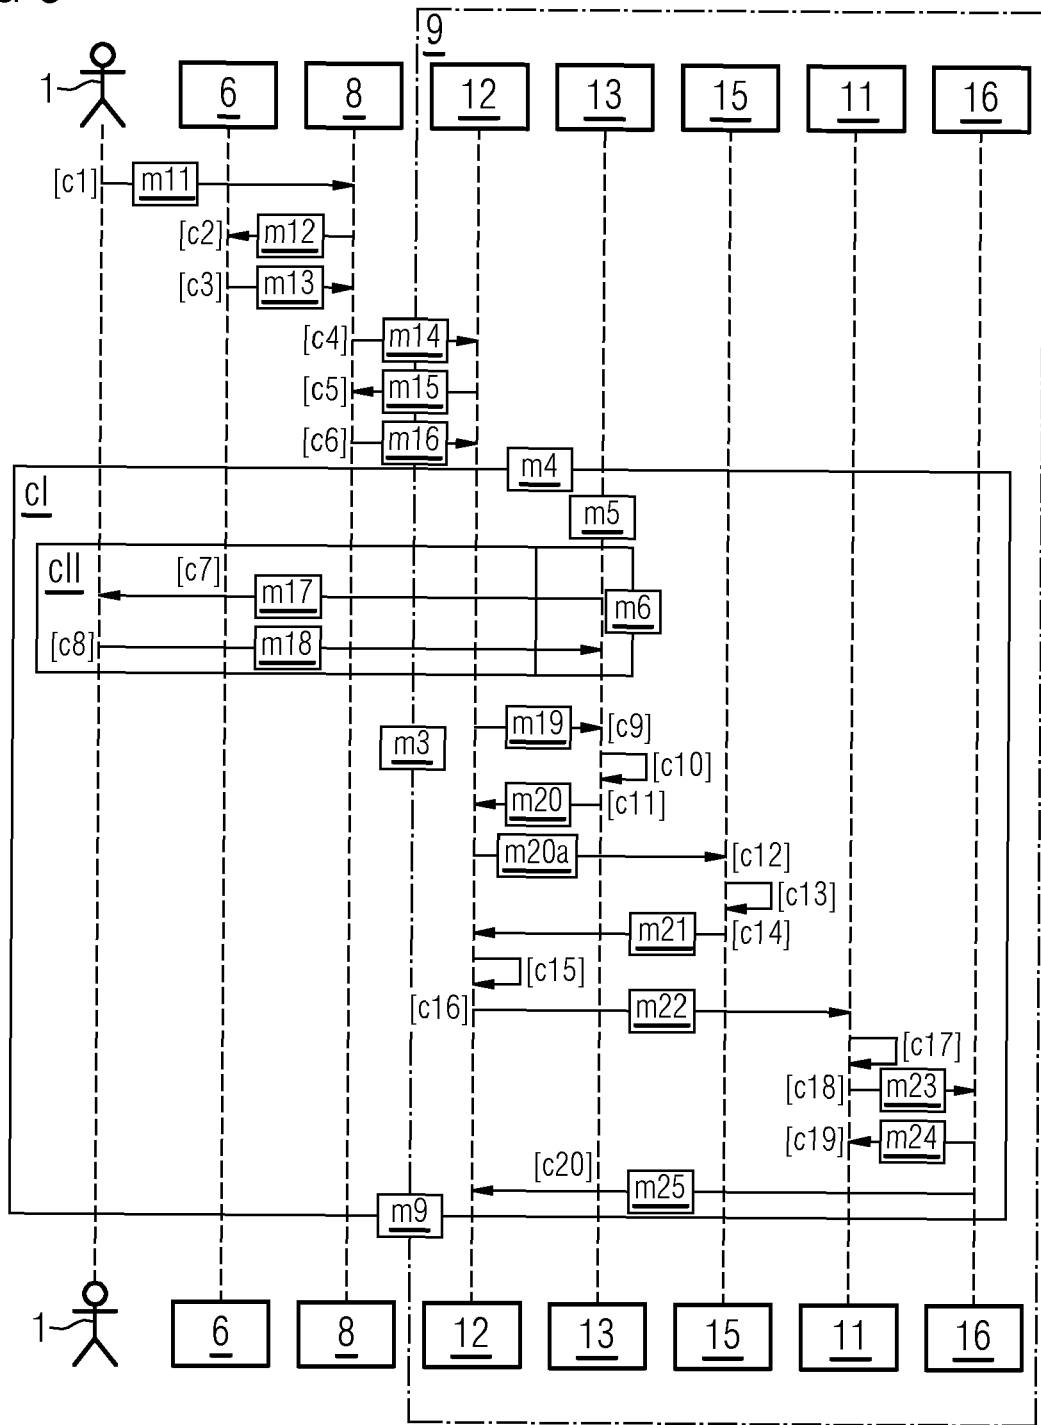 9
1 6 8 12 13 15 11 16
[c1] m11
[c2] m12
[c3] m13
[c4] m14
[c5] m15
[c6] m16
m4
cI
m5
cII
[c7] m17
m6
[c8] m18
m19 [c9]
m3
[c10]
m20 [c11]
m20a [c12]
[c13]
m21 [c14]
[c15]
[c16] m22
[c17]
[c18] m23
[c19] m24
[c20] m25
m9
1 6 8 12 13 15 11 16